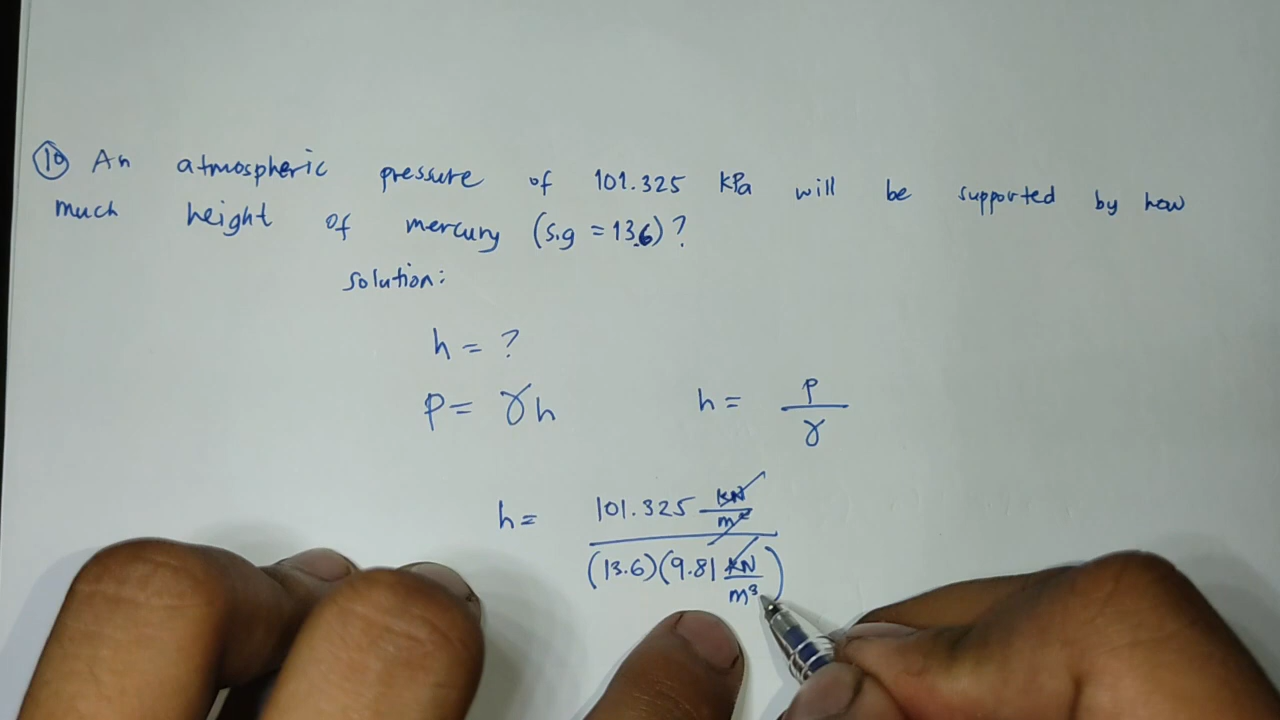 10 An atmospheric pressure of 101.325 kPa will be supported by how
much height of mercury (s.g = 13.6)?
solution:
h = ?
P = γh h = P/γ
h = 101.325 kN/m² / (13.6)(9.81 kN/m³)